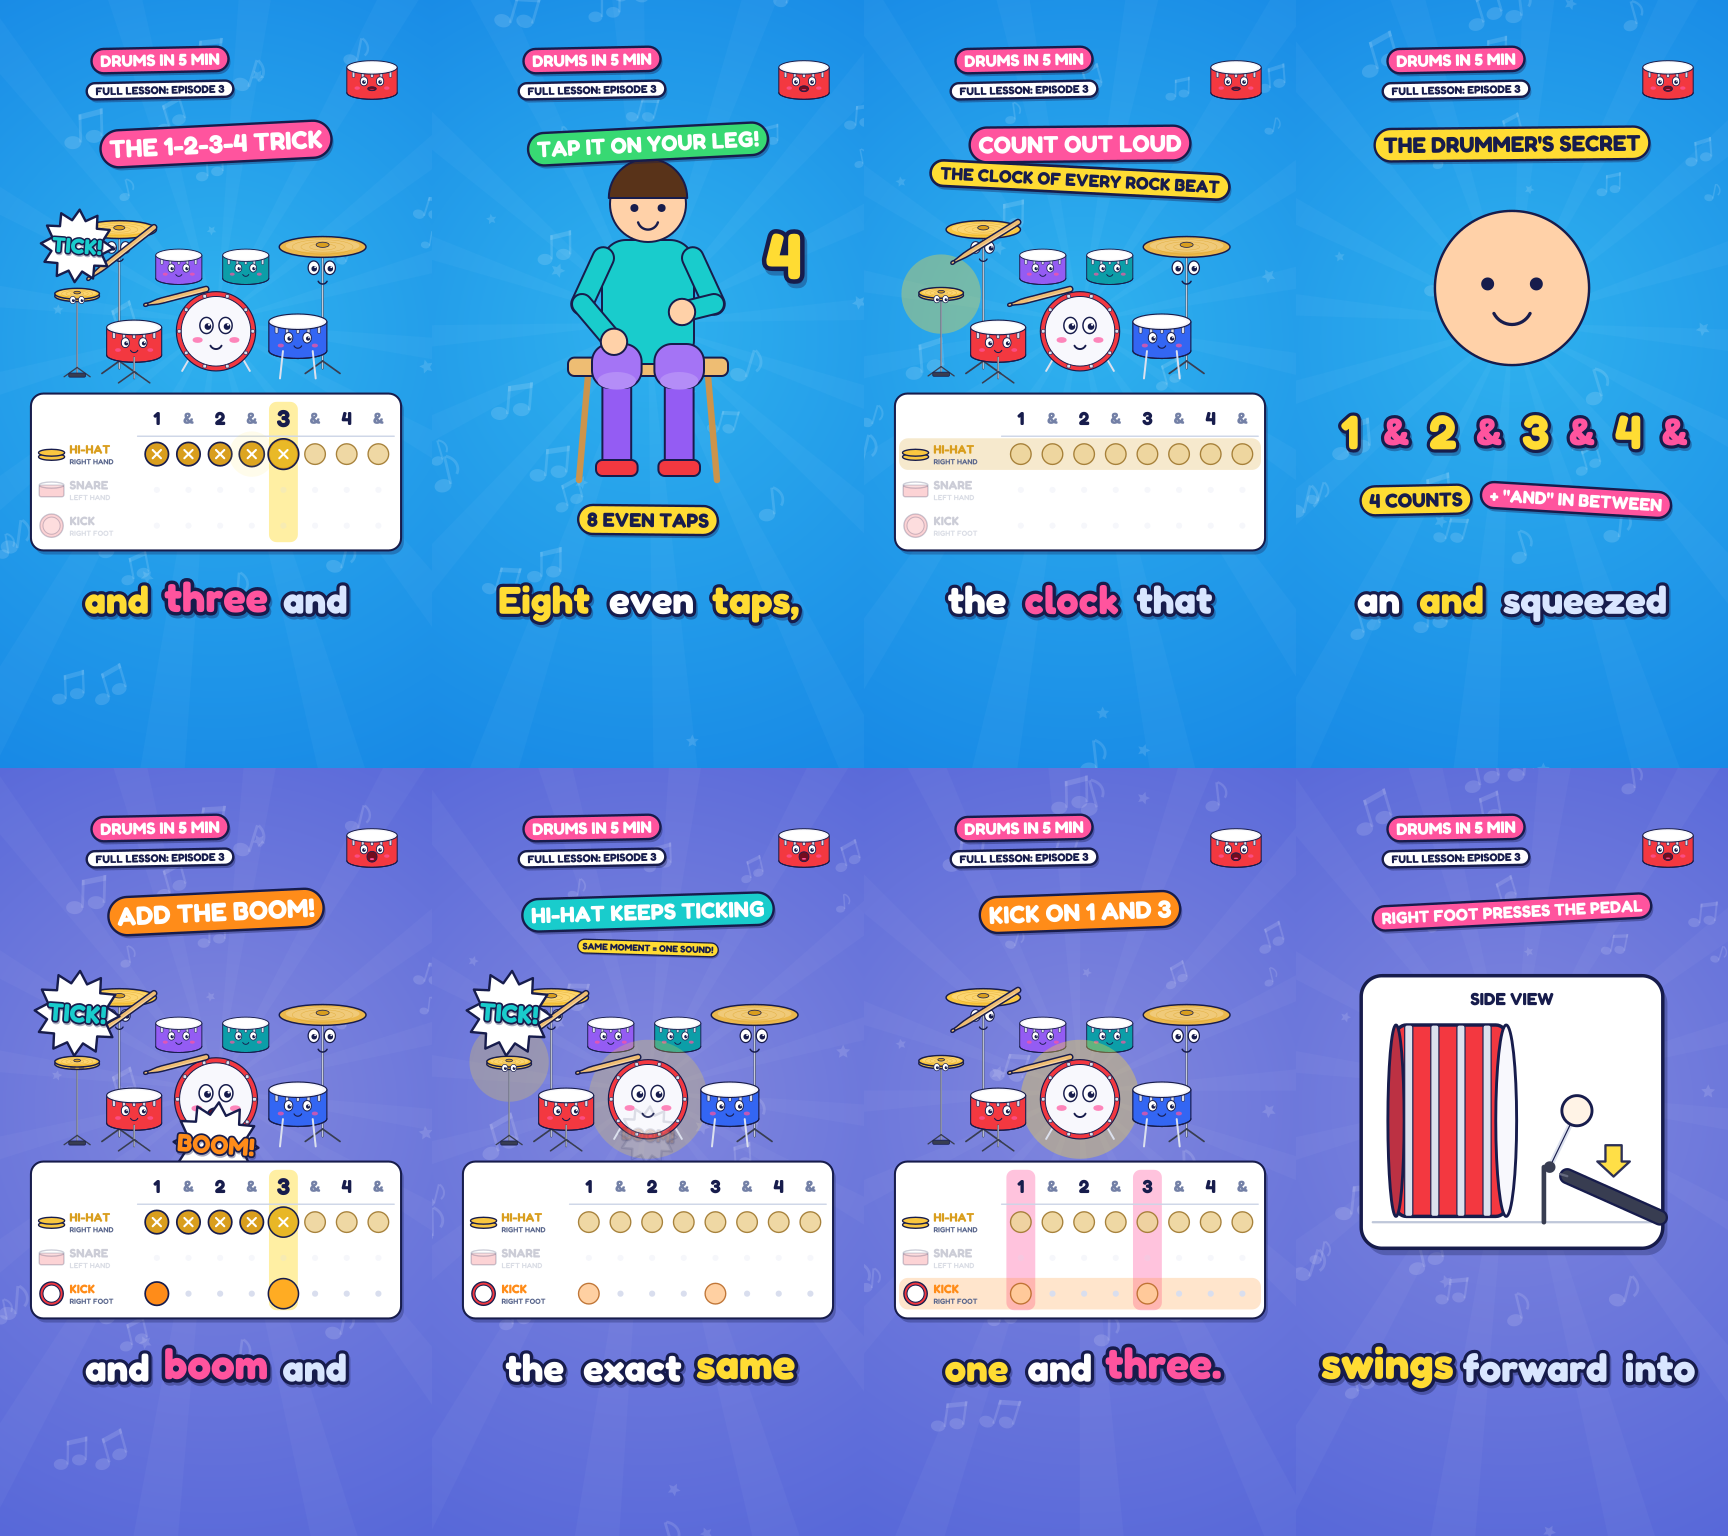 DRUMS IN 5 MIN
FULL LESSON: EPISODE 3
THE 1-2-3-4 TRICK
TICK!
1 & 2 & 3 & 4 &
HI-HAT
RIGHT HAND
SNARE
LEFT HAND
KICK
RIGHT FOOT
and three and
DRUMS IN 5 MIN
FULL LESSON: EPISODE 3
TAP IT ON YOUR LEG!
4
8 EVEN TAPS
Eight even taps,
DRUMS IN 5 MIN
FULL LESSON: EPISODE 3
COUNT OUT LOUD
THE CLOCK OF EVERY ROCK BEAT
1 & 2 & 3 & 4 &
HI-HAT
RIGHT HAND
SNARE
LEFT HAND
KICK
RIGHT FOOT
the clock that
DRUMS IN 5 MIN
FULL LESSON: EPISODE 3
THE DRUMMER'S SECRET
1 & 2 & 3 & 4 &
4 COUNTS
+ "AND" IN BETWEEN
an and squeezed
DRUMS IN 5 MIN
FULL LESSON: EPISODE 3
ADD THE BOOM!
TICK!
BOOM!
1 & 2 & 3 & 4 &
HI-HAT
RIGHT HAND
SNARE
LEFT HAND
KICK
RIGHT FOOT
and boom and
DRUMS IN 5 MIN
FULL LESSON: EPISODE 3
HI-HAT KEEPS TICKING
SAME MOMENT = ONE SOUND!
TICK!
1 & 2 & 3 & 4 &
HI-HAT
RIGHT HAND
SNARE
LEFT HAND
KICK
RIGHT FOOT
the exact same
DRUMS IN 5 MIN
FULL LESSON: EPISODE 3
KICK ON 1 AND 3
1 & 2 & 3 & 4 &
HI-HAT
RIGHT HAND
SNARE
LEFT HAND
KICK
RIGHT FOOT
one and three.
DRUMS IN 5 MIN
FULL LESSON: EPISODE 3
RIGHT FOOT PRESSES THE PEDAL
SIDE VIEW
swings forward into